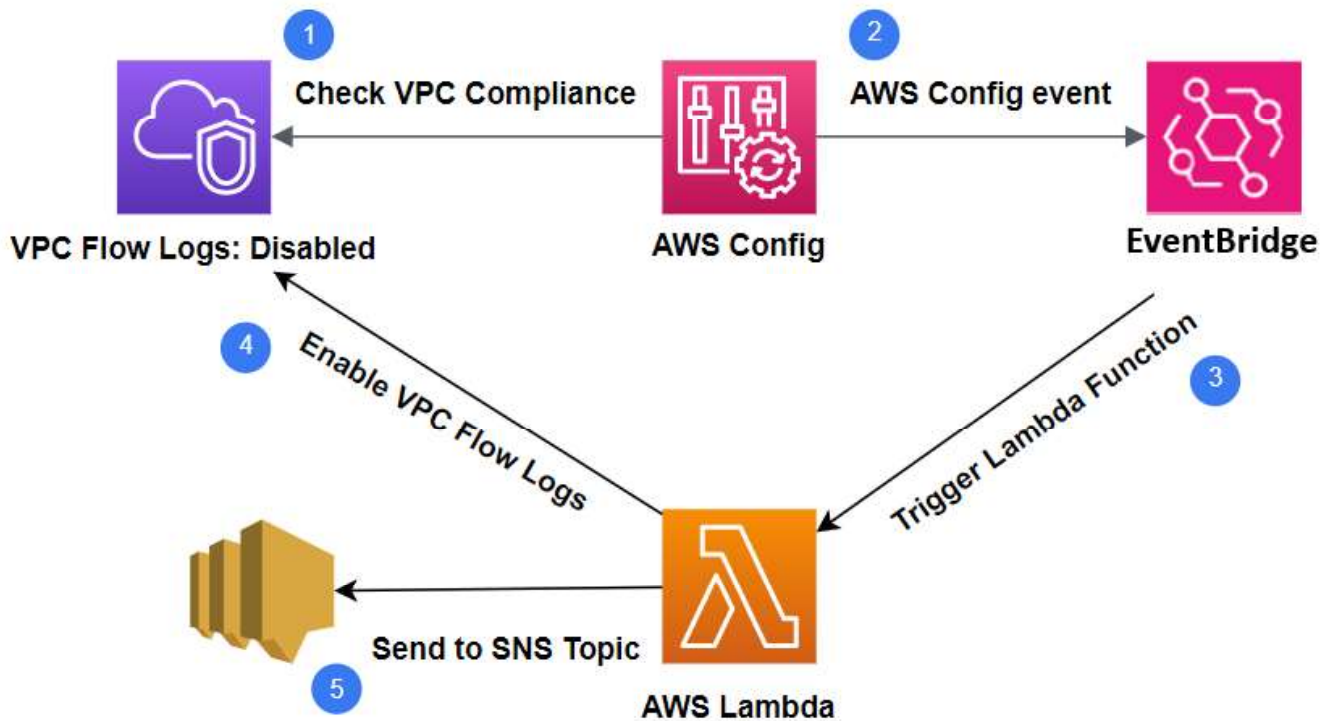 1
2
Check VPC Compliance
AWS Config event
VPC Flow Logs: Disabled
AWS Config
EventBridge
4
Enable VPC Flow Logs
Trigger Lambda Function
3
Send to SNS Topic
5
AWS Lambda